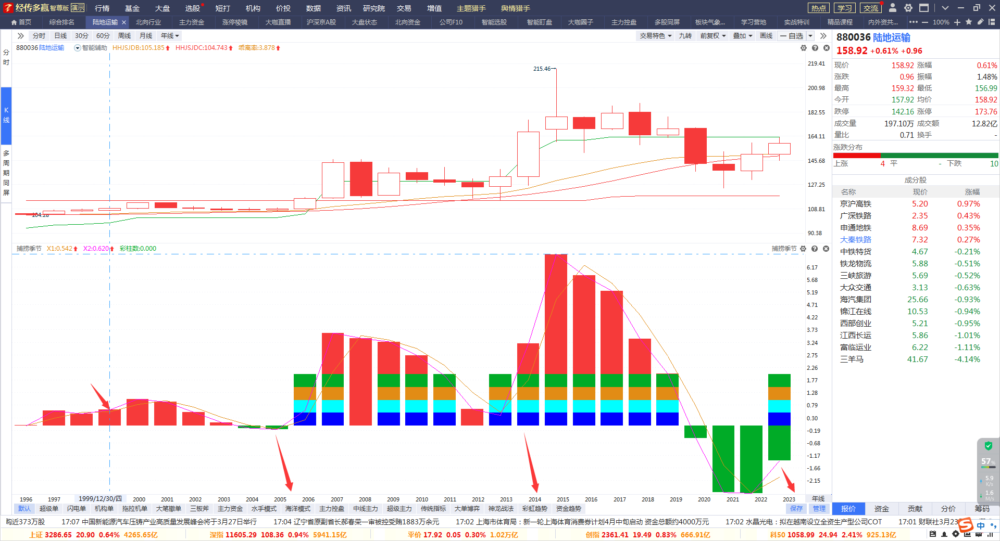 经传多赢 智尊版 演示 行情 基金 大盘 选股 短打 机构 价投 数据 资讯 研究院 交易 增值 主题猎手 舆情猎手 热点 学习 交流
首页 综合排名 陆地运输 × 北向行业 主力资金 涨停棱镜 大咖直播 沪深京A股 大盘状态 北向资金 公司F10 智能选股 智能盯盘 大咖圈子 主力控盘 多股同屏 板块气象... 学习营地 实战特训 精品课程 内外资共... ••• — 100% +
分时 日线 30分 60分 周线 月线 年线 交易特色 九转 前复权 叠加 画线 自选
880036 陆地运输
880036 陆地运输 智能辅助 HHJSJDB:105.185 HHJSJDC:104.743 乖离率:3.878
158.92 +0.61% +0.96
分时
K线
多周期同屏
219.41
200.98
182.55
164.11
145.68
127.25
108.81
90.38
215.46
104.28
现价 158.92 涨幅 0.61%
涨跌 0.96 振幅 1.48%
最高 159.32 最低 156.99
今开 157.92 均价 158.92
跌停 142.16 涨停 173.76
成交量 197.10万 成交额 12.82亿
量比 0.71 换手 -
涨跌分布
上涨 4 平 - 下跌 10
成分股
名称 现价 涨幅
京沪高铁 5.20 0.97%
广深铁路 2.35 0.43%
申通地铁 8.69 0.35%
大秦铁路 7.32 0.27%
中铁特货 4.67 -0.21%
铁龙物流 5.88 -0.51%
三峡旅游 5.69 -0.52%
大众交通 3.13 -0.63%
海汽集团 25.66 -0.93%
锦江在线 10.53 -0.94%
西部创业 5.21 -0.95%
江西长运 5.86 -1.01%
富临运业 6.22 -1.11%
三羊马 41.67 -4.14%
捕捞季节 X1:0.542 X2:0.620 彩柱数:0.000 捕捞季节
6.17
5.68
5.19
4.71
4.22
3.73
3.24
2.75
2.26
1.77
1.28
0.79
0.30
-0.19
-0.68
-1.17
-1.66
-2.15
57%
5.9
K/s
1.6
M/s
1996 1997 1999/12/30/四 2000 2001 2002 2003 2004 2005 2006 2007 2008 2009 2010 2011 2012 2013 2014 2015 2016 2017 2018 2019 2020 2021 2022 2023 年线
默认 超级单 闪电单 机构单 拖拉机单 大笔撤单 三板斧 主力资金 水手模式 海洋模式 主力控盘 中线主力 超级主力 传统指标 大单博弈 神龙战法 彩虹趋势 资金趋势 保存 管理 报价 资金 贡献 分价 筹码
购近373万股 17:07 中国新能源汽车压铸产业高质量发展峰会将于3月27日举行 17:04 辽宁省原副省长郝春荣一审被控受贿1883万余元 17:02 上海市体育局：新一轮上海体育消费券计划4月中旬启动 资金总额约4000万元 17:02 水晶光电：拟在越南设立全资生产型公司COT 17:01 财联社3月23
上证 3286.65 20.90 0.64% 4265.65亿 深指 11605.29 108.36 0.94% 5941.15亿 平价 17.92 0.05 0.30% 1.02万亿 创指 2361.41 19.49 0.83% 666.91亿 科50 1058.99 24.94 2.41% 925.13亿
中